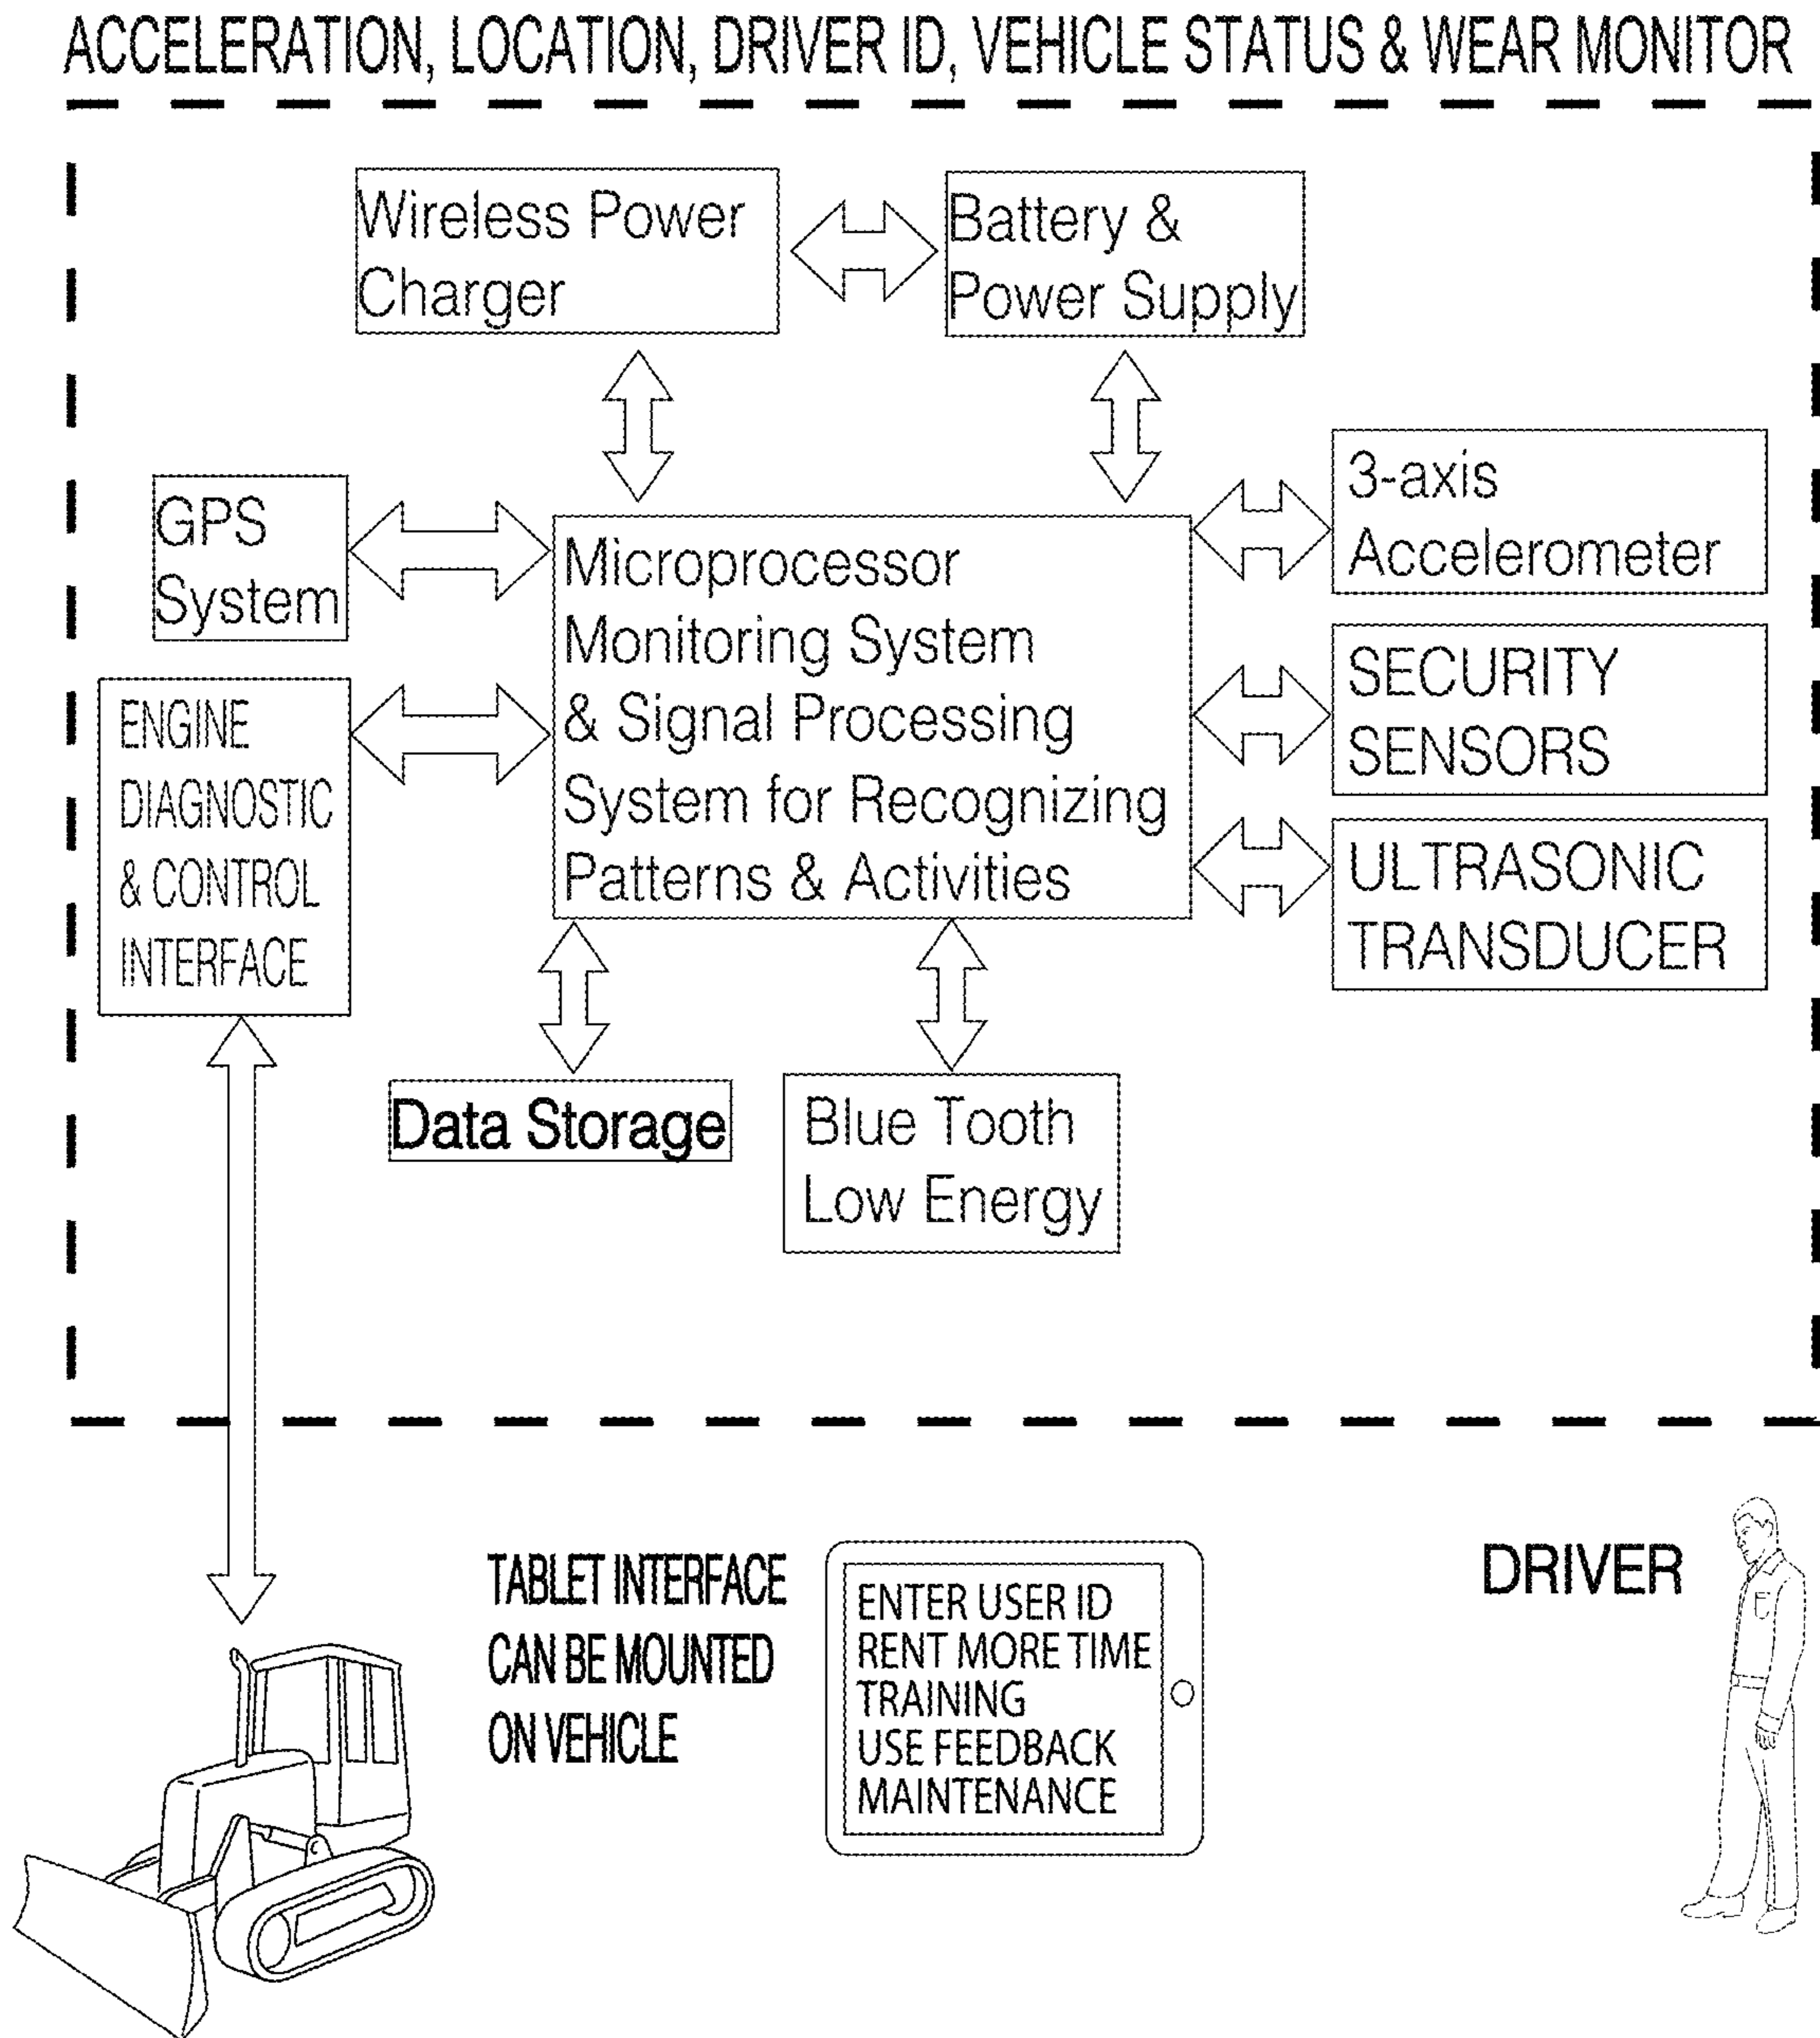 ACCELERATION, LOCATION, DRIVER ID, VEHICLE STATUS & WEAR MONITOR
Wireless Power
Charger
Battery &
Power Supply
GPS
System
Microprocessor
Monitoring System
& Signal Processing
System for Recognizing
Patterns & Activities
3-axis
Accelerometer
SECURITY
SENSORS
ULTRASONIC
TRANSDUCER
ENGINE
DIAGNOSTIC
& CONTROL
INTERFACE
Data Storage
Blue Tooth
Low Energy
TABLET INTERFACE
CAN BE MOUNTED
ON VEHICLE
ENTER USER ID
RENT MORE TIME
TRAINING
USE FEEDBACK
MAINTENANCE
DRIVER